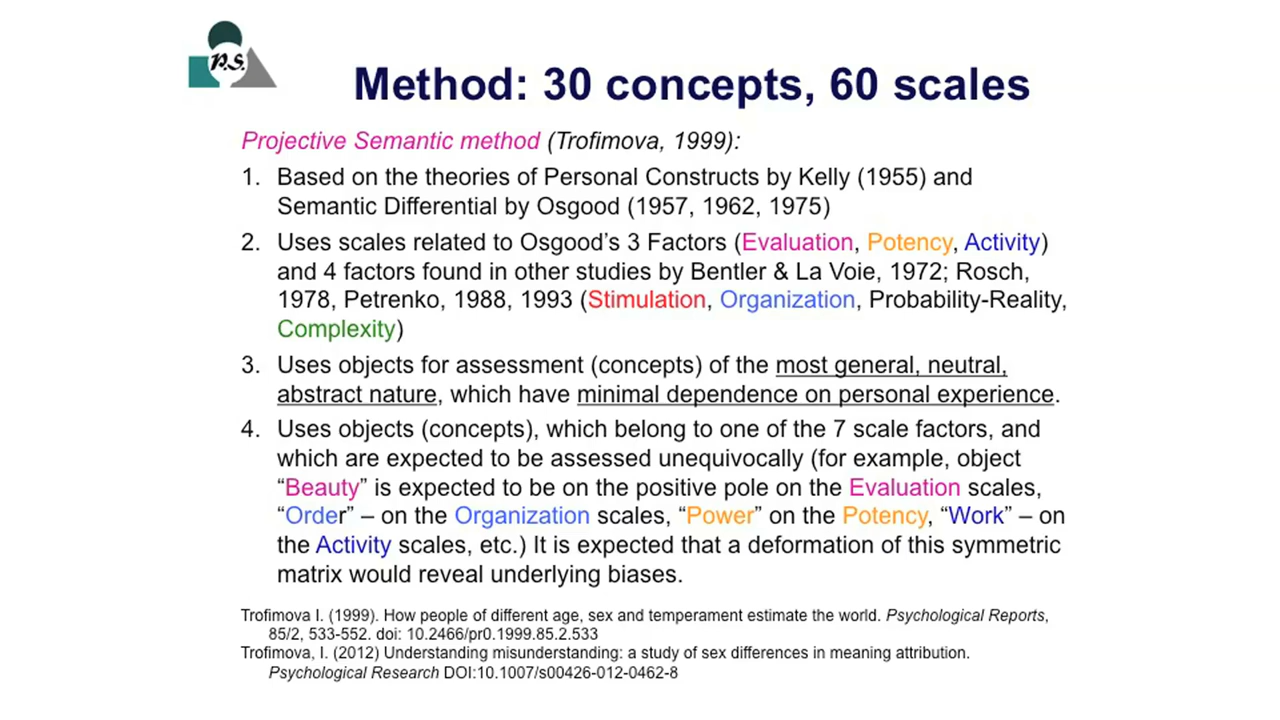 P.S.
Method: 30 concepts, 60 scales
Projective Semantic method (Trofimova, 1999):
1. Based on the theories of Personal Constructs by Kelly (1955) and
Semantic Differential by Osgood (1957, 1962, 1975)
2. Uses scales related to Osgood's 3 Factors (Evaluation, Potency, Activity)
and 4 factors found in other studies by Bentler & La Voie, 1972; Rosch,
1978, Petrenko, 1988, 1993 (Stimulation, Organization, Probability-Reality,
Complexity)
3. Uses objects for assessment (concepts) of the most general, neutral,
abstract nature, which have minimal dependence on personal experience.
4. Uses objects (concepts), which belong to one of the 7 scale factors, and
which are expected to be assessed unequivocally (for example, object
“Beauty” is expected to be on the positive pole on the Evaluation scales,
“Order” – on the Organization scales, “Power” on the Potency, “Work” – on
the Activity scales, etc.) It is expected that a deformation of this symmetric
matrix would reveal underlying biases.
Trofimova I. (1999). How people of different age, sex and temperament estimate the world. Psychological Reports,
85/2, 533-552. doi: 10.2466/pr0.1999.85.2.533
Trofimova, I. (2012) Understanding misunderstanding: a study of sex differences in meaning attribution.
Psychological Research DOI:10.1007/s00426-012-0462-8